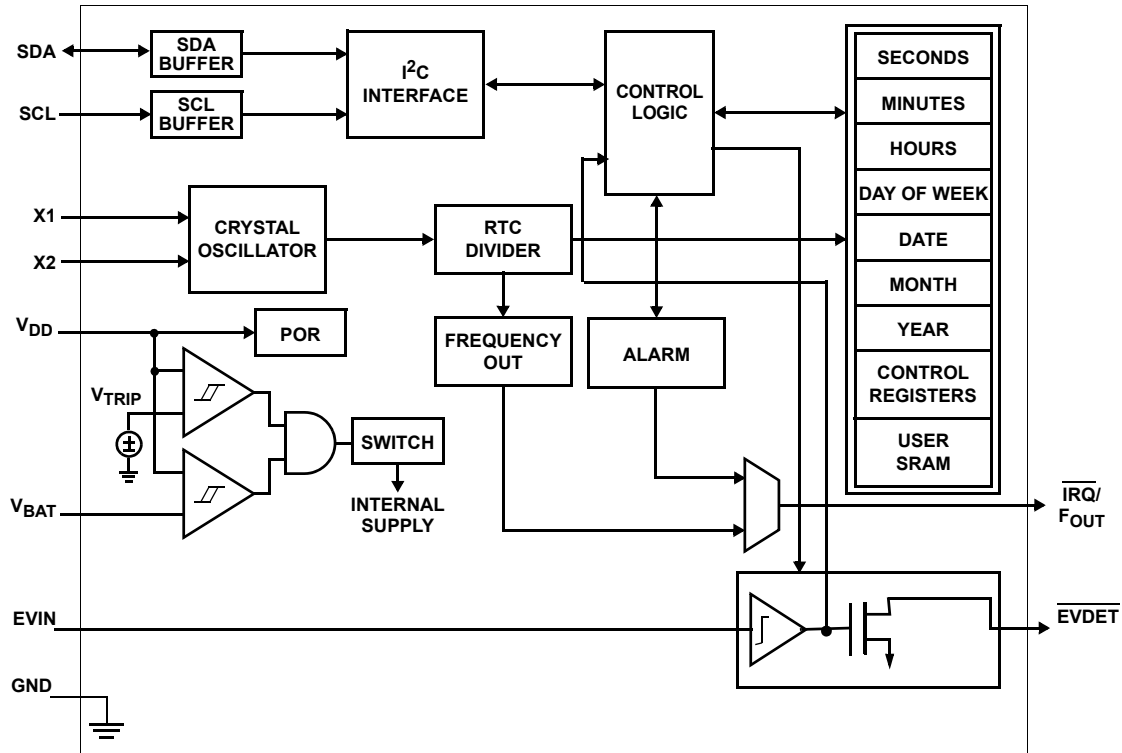 SDA
SDA
BUFFER
SCL
SCL
BUFFER
I²C
INTERFACE
CONTROL
LOGIC
SECONDS
MINUTES
HOURS
DAY OF WEEK
DATE
MONTH
YEAR
CONTROL
REGISTERS
USER
SRAM
X1
X2
CRYSTAL
OSCILLATOR
RTC
DIVIDER
VDD
POR
FREQUENCY
OUT
ALARM
VTRIP
SWITCH
INTERNAL
SUPPLY
VBAT
IRQ/
FOUT
EVIN
EVDET
GND